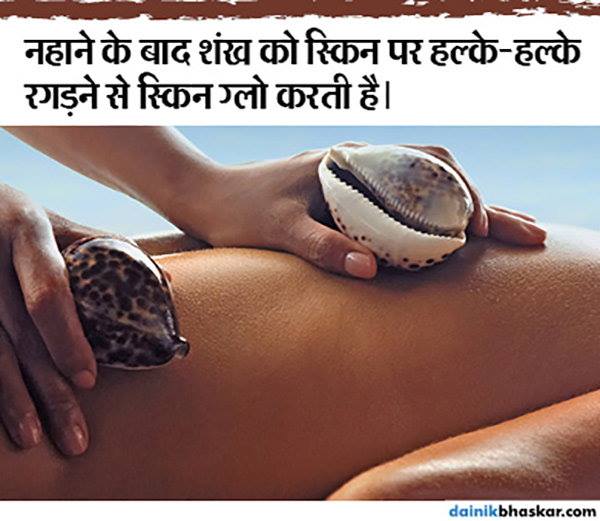 नहाने के बाद शंख को स्किन पर हल्के-हल्के
रगड़ने से स्किन ग्लो करती है।
dainikbhaskar.com